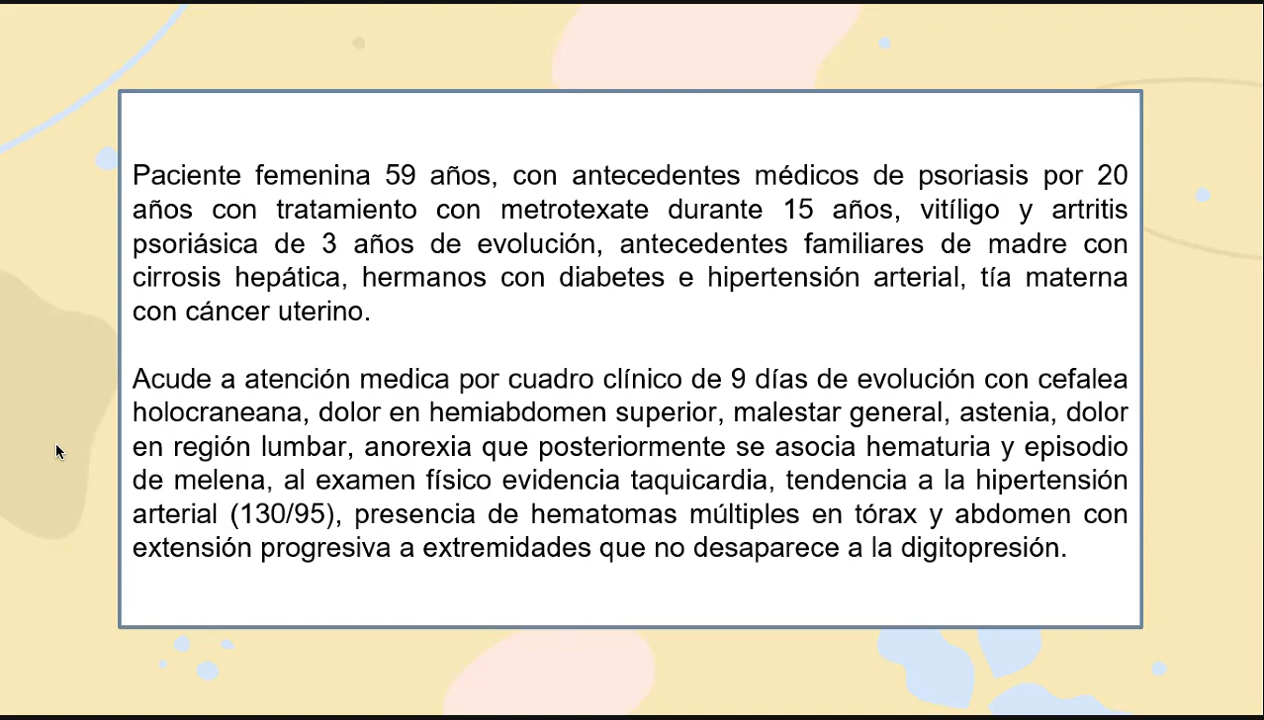 Paciente femenina 59 años, con antecedentes médicos de psoriasis por 20
años con tratamiento con metrotexate durante 15 años, vitíligo y artritis
psoriásica de 3 años de evolución, antecedentes familiares de madre con
cirrosis hepática, hermanos con diabetes e hipertensión arterial, tía materna
con cáncer uterino.
Acude a atención medica por cuadro clínico de 9 días de evolución con cefalea
holocraneana, dolor en hemiabdomen superior, malestar general, astenia, dolor
en región lumbar, anorexia que posteriormente se asocia hematuria y episodio
de melena, al examen físico evidencia taquicardia, tendencia a la hipertensión
arterial (130/95), presencia de hematomas múltiples en tórax y abdomen con
extensión progresiva a extremidades que no desaparece a la digitopresión.